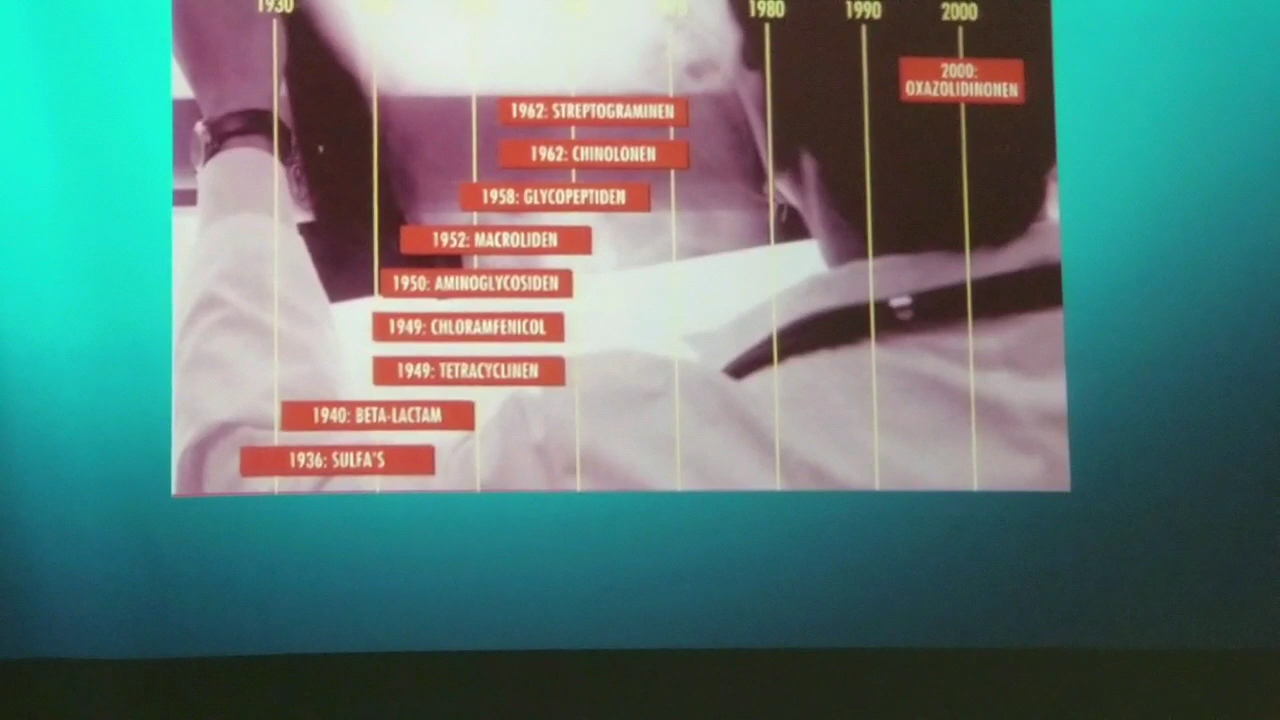 1930
1980
1990
2000
2000:
OXAZOLIDINONEN
1962: STREPTOGRAMINEN
1962: CHINOLONEN
1958: GLYCOPEPTIDEN
1952: MACROLIDEN
1950: AMINOGLYCOSIDEN
1949: CHLORAMFENICOL
1949: TETRACYCLINEN
1940: BETA-LACTAM
1936: SULFA'S